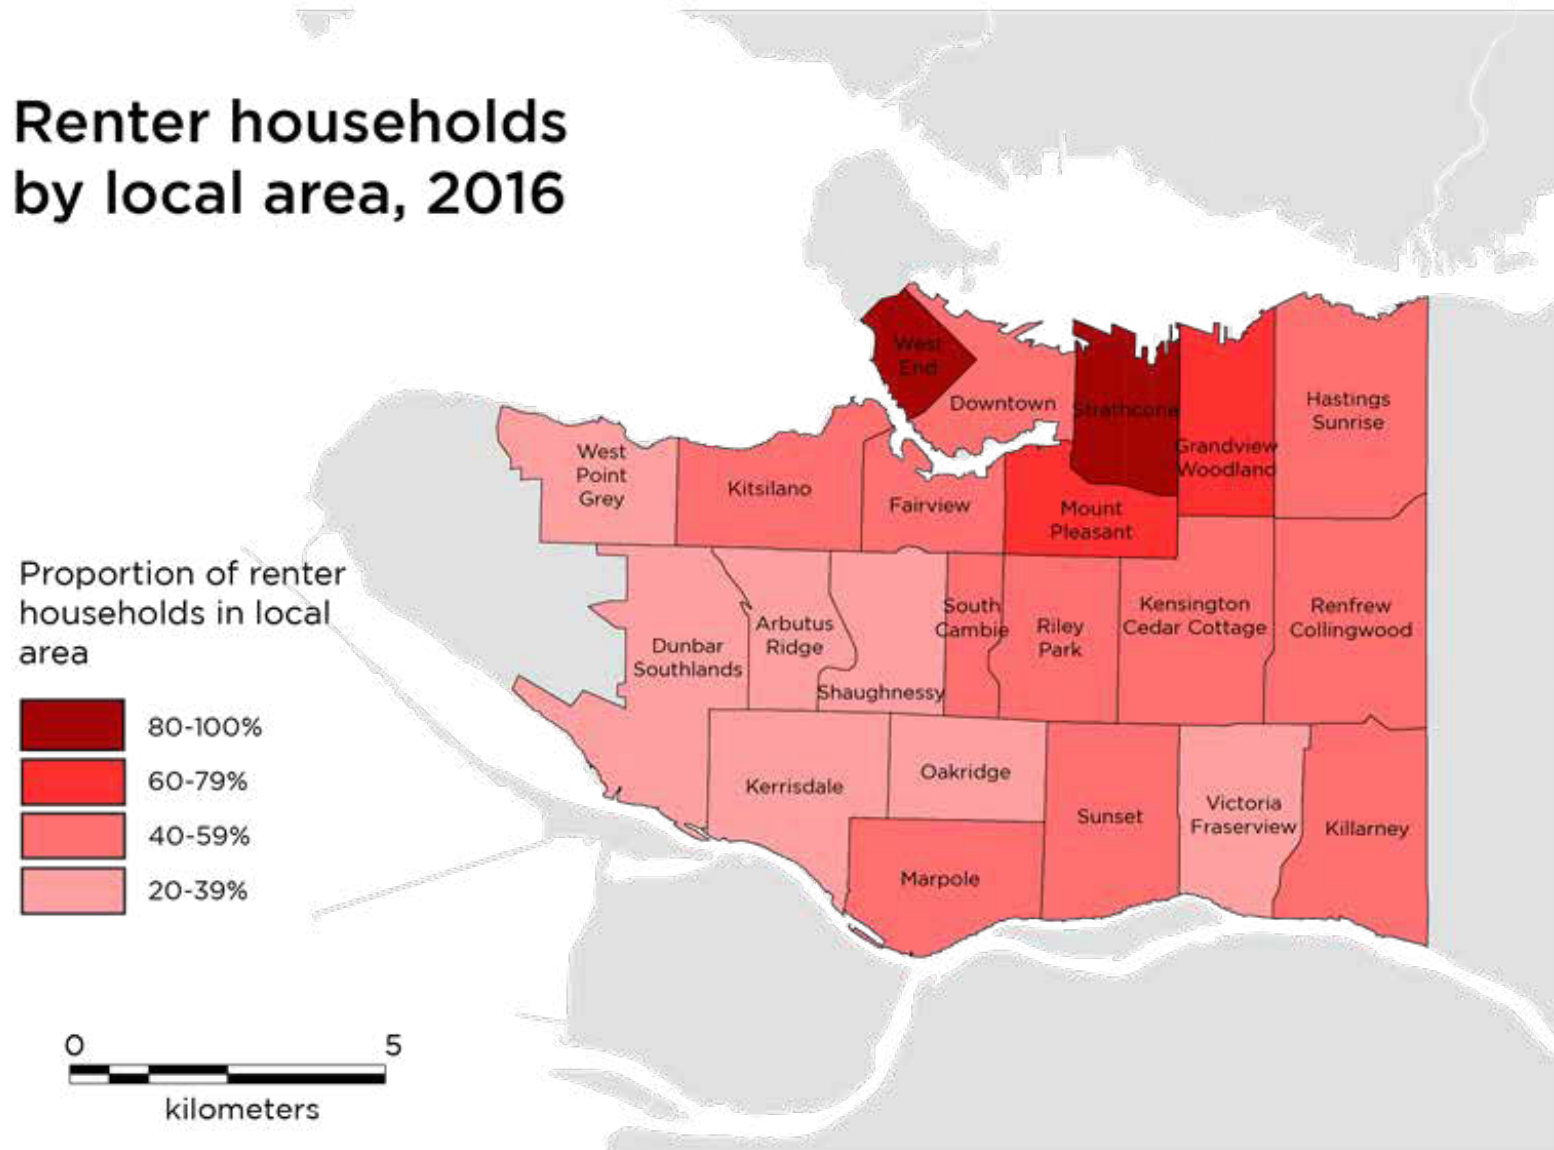 Renter households
by local area, 2016
West
End
Downtown
Strathcona
Grandview
Woodland
Hastings
Sunrise
West
Point
Grey
Kitsilano
Fairview
Mount
Pleasant
Dunbar
Southlands
Arbutus
Ridge
Shaughnessy
South
Cambie
Riley
Park
Kensington
Cedar Cottage
Renfrew
Collingwood
Kerrisdale
Oakridge
Marpole
Sunset
Victoria
Fraserview
Killarney
Proportion of renter
households in local
area
80-100%
60-79%
40-59%
20-39%
0 5
kilometers